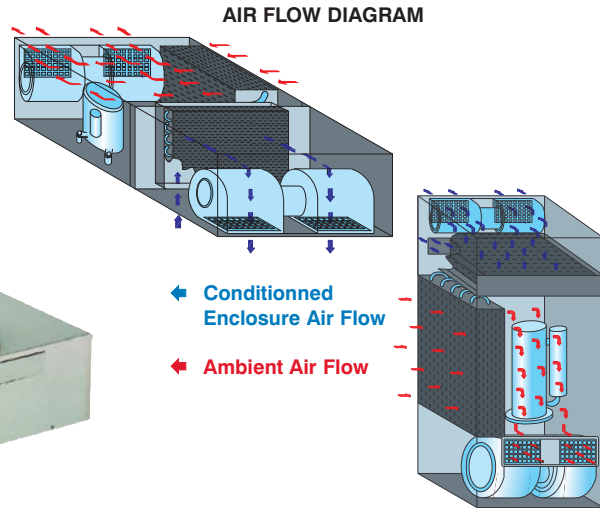 AIR FLOW DIAGRAM
Conditionned
Enclosure Air Flow
Ambient Air Flow